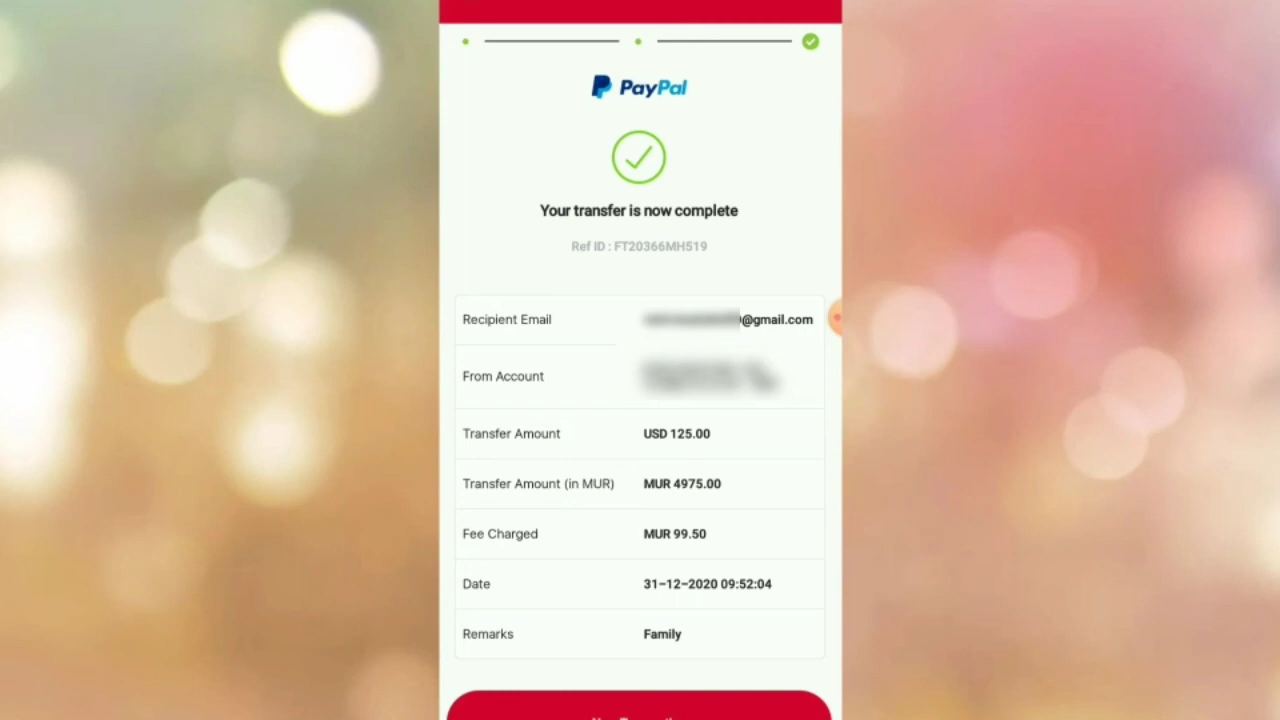 PayPal
Your transfer is now complete
Ref ID : FT20366MH519
Recipient Email @gmail.com
From Account
Transfer Amount USD 125.00
Transfer Amount (in MUR) MUR 4975.00
Fee Charged MUR 99.50
Date 31-12-2020 09:52:04
Remarks Family